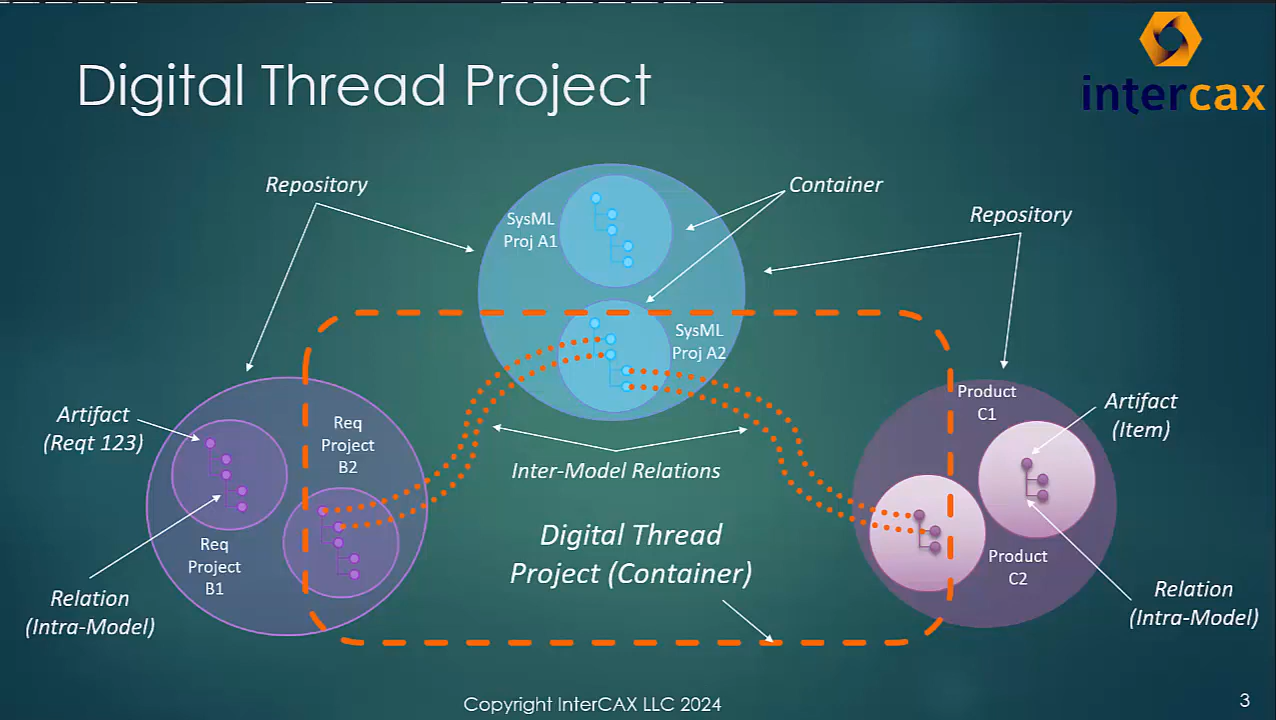 Digital Thread Project
intercax
Repository
Container
Repository
SysML
Proj A1
SysML
Proj A2
Artifact
(Reqt 123)
Req
Project
B2
Product
C1
Artifact
(Item)
Inter-Model Relations
Digital Thread
Project (Container)
Req
Project
B1
Product
C2
Relation
(Intra-Model)
Relation
(Intra-Model)
Copyright InterCAX LLC 2024
3